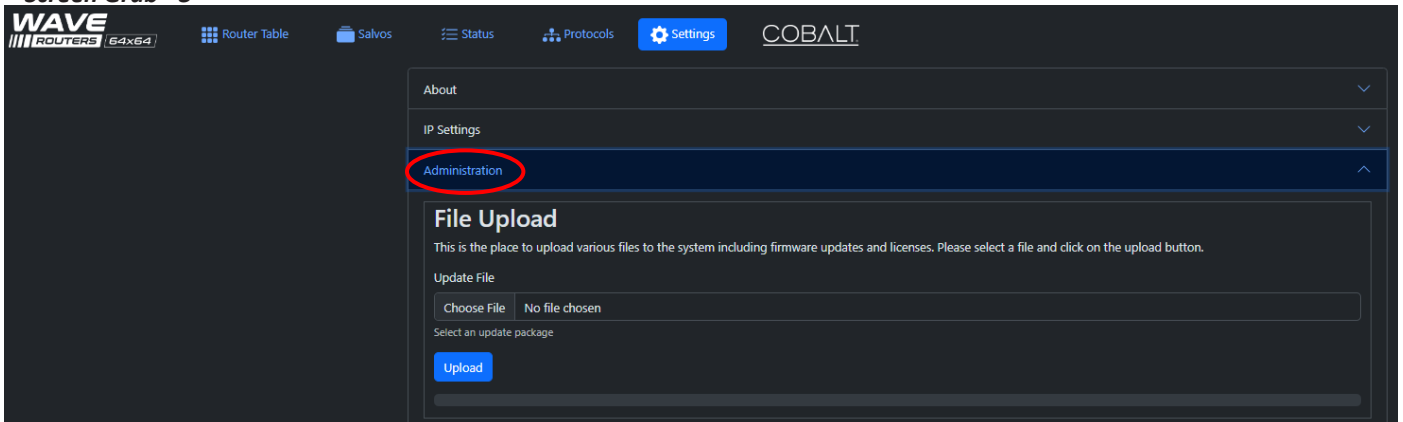 WAVE
ROUTERS 64x64
Router Table
Salvos
Status
Protocols
Settings
COBALT
About
IP Settings
Administration
File Upload
This is the place to upload various files to the system including firmware updates and licenses. Please select a file and click on the upload button.
Update File
Choose File No file chosen
Select an update package
Upload